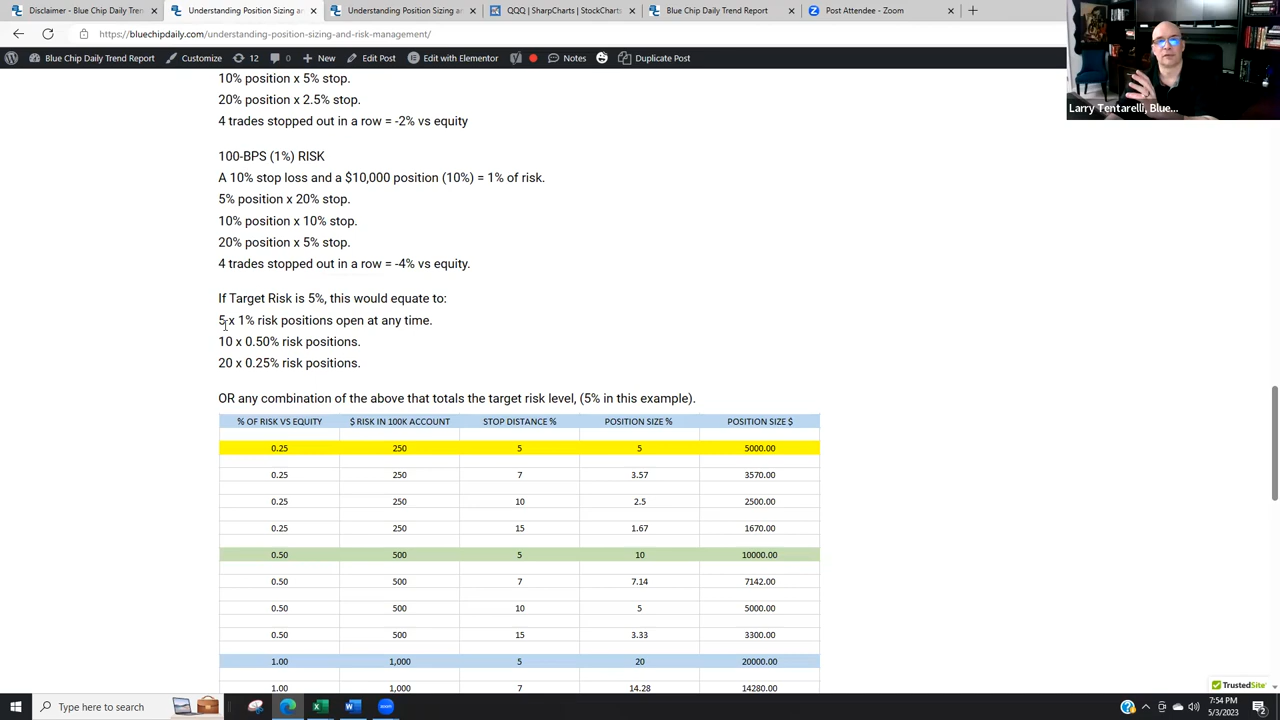 Disclaimer - Blue Chip Daily Trend
Understanding Position Sizing an
Understanding Position Sizing an
QQQ | SharpCharts | StockCharts
Blue Chip Daily Trend Report
Post Attendee - Zoom
https://bluechipdaily.com/understanding-position-sizing-and-risk-management/
Blue Chip Daily Trend Report
Customize
12
0
New
Edit Post
Edit with Elementor
Notes
Duplicate Post
Larry Tentarelli, Blue...
10% position x 5% stop.
20% position x 2.5% stop.
4 trades stopped out in a row = -2% vs equity
100-BPS (1%) RISK
A 10% stop loss and a $10,000 position (10%) = 1% of risk.
5% position x 20% stop.
10% position x 10% stop.
20% position x 5% stop.
4 trades stopped out in a row = -4% vs equity.
If Target Risk is 5%, this would equate to:
5 x 1% risk positions open at any time.
10 x 0.50% risk positions.
20 x 0.25% risk positions.
OR any combination of the above that totals the target risk level, (5% in this example).
% OF RISK VS EQUITY $ RISK IN 100K ACCOUNT STOP DISTANCE % POSITION SIZE % POSITION SIZE $
0.25 250 5 5 5000.00
0.25 250 7 3.57 3570.00
0.25 250 10 2.5 2500.00
0.25 250 15 1.67 1670.00
0.50 500 5 10 10000.00
0.50 500 7 7.14 7142.00
0.50 500 10 5 5000.00
0.50 500 15 3.33 3300.00
1.00 1,000 5 20 20000.00
1.00 1,000 7 14.28 14280.00
TrustedSite
Type here to search
7:54 PM
5/3/2023
2